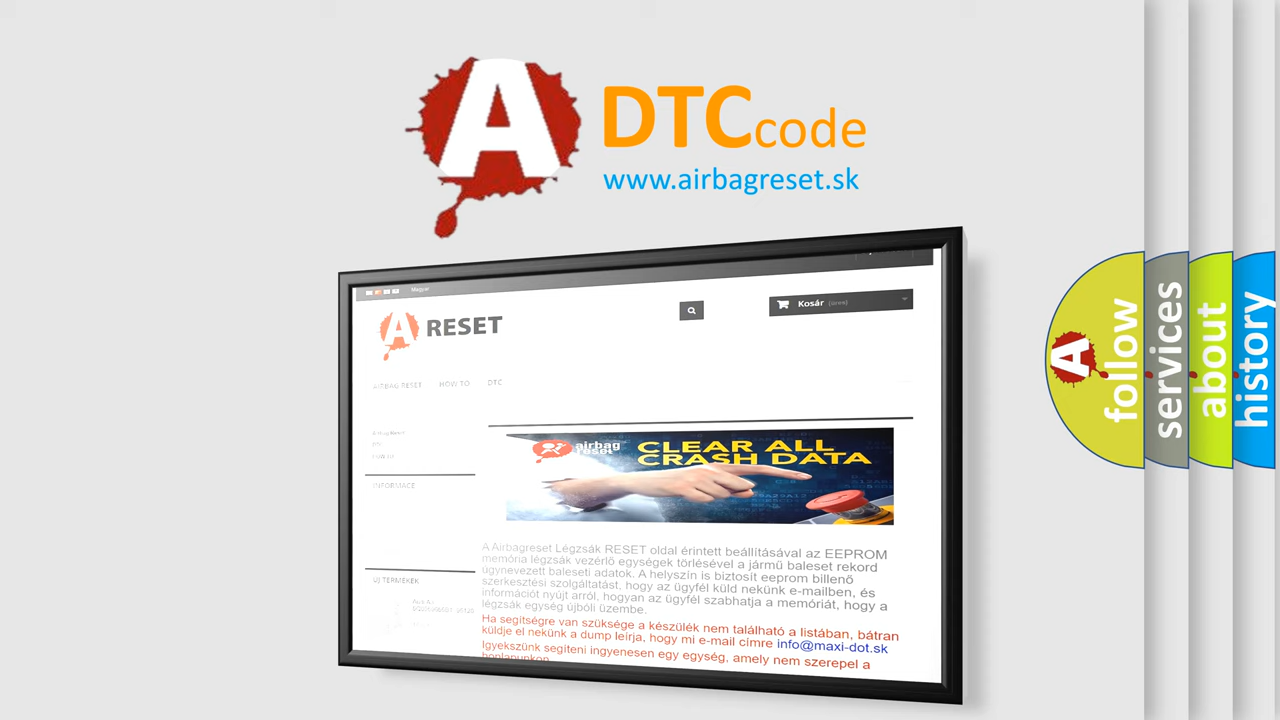 A DTCcode
www.airbagreset.sk
Magyar
A RESET
Kosár (üres)
AIRBAG RESET HOW TO DTC
INFORMACE
airbag
reset
CLEAR ALL
CRASH DATA
ÚJ TERMÉKEK
A Airbagreset Légzsák RESET oldal érintett beállításával az EEPROM
memória légzsák vezérlő egységek törlésével a jármű baleset rekord
úgynevezett baleseti adatok. A helyszín is biztosít eeprom billenő
szerkesztési szolgáltatást, hogy az ügyfél küld nekünk e-mailben, és
információt nyújt arról, hogyan az ügyfél szabhatja a memóriát, hogy a
légzsák egység újbóli üzembe.
Ha segítségre van szüksége a készülék nem található a listában, bátran
küldje el nekünk a dump leírja, hogy mi e-mail címre info@maxi-dot.sk
Igyekszünk segíteni ingyenesen egy egység, amely nem szerepel a
honlapunkon
A follow
services
about
history